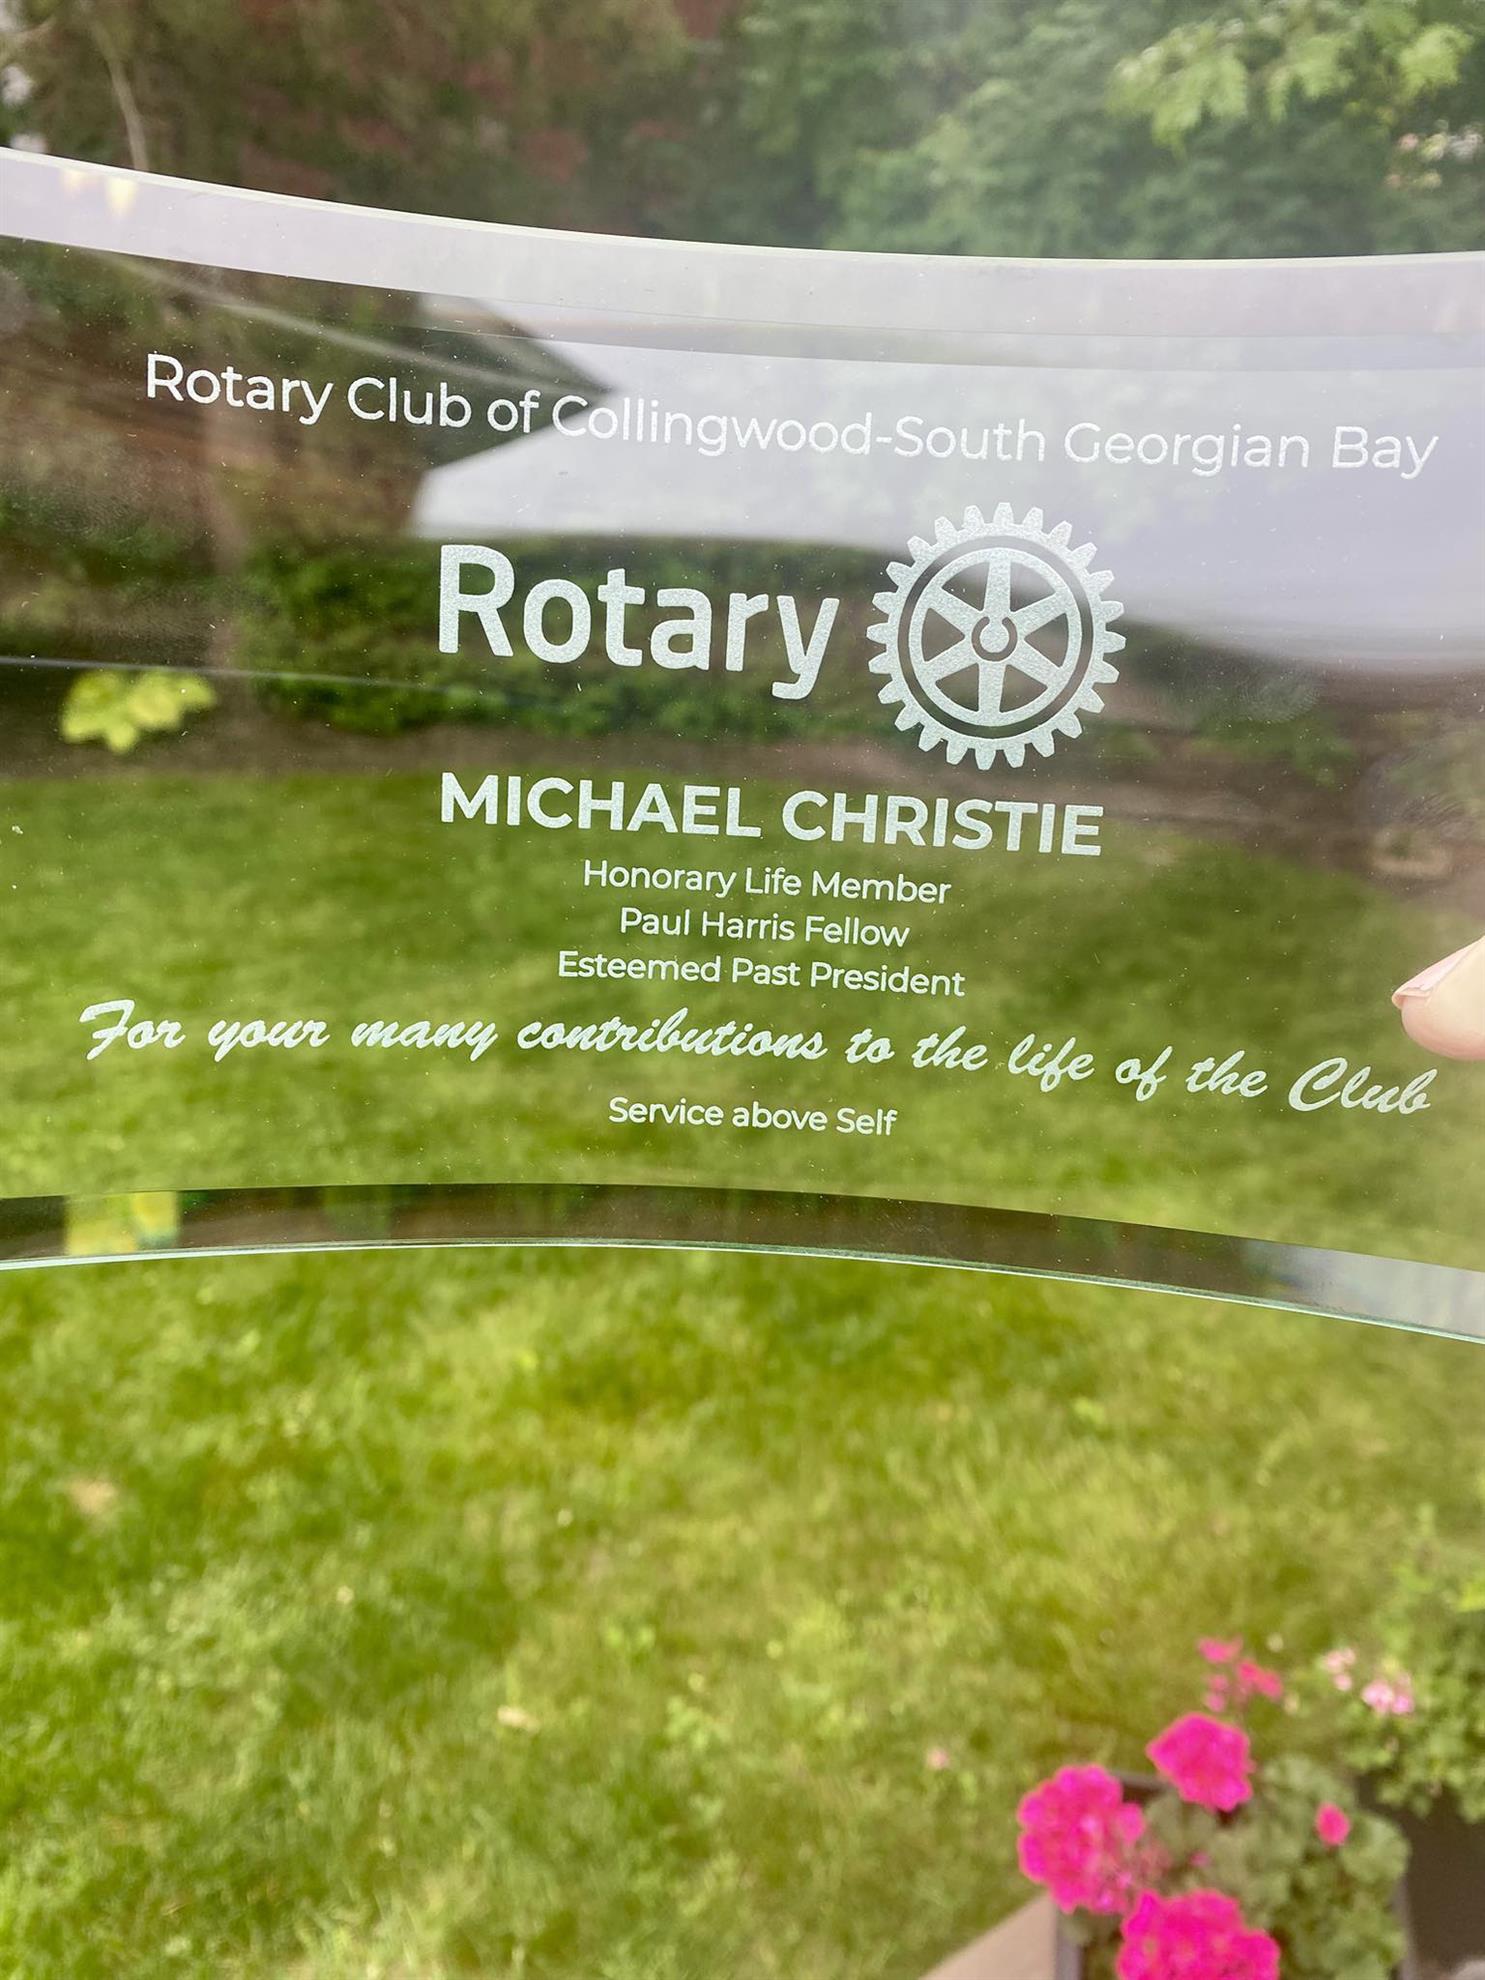 Rotary Club of Collingwood-South Georgian Bay
Rotary
MICHAEL CHRISTIE
Honorary Life Member
Paul Harris Fellow
Esteemed Past President
For your many contributions to the life of the Club
Service above Self